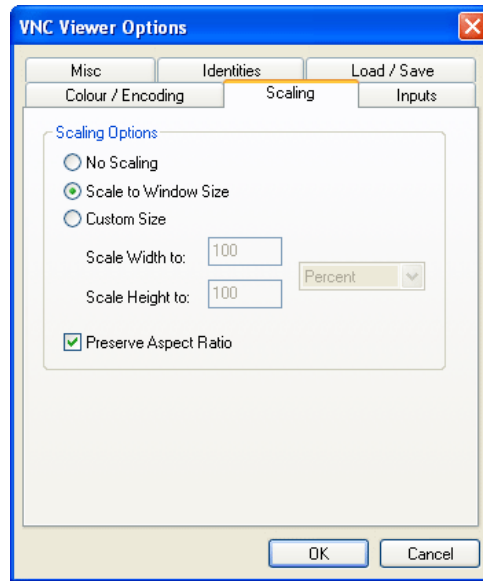 VNC Viewer Options
Misc Identities Load / Save
Colour / Encoding Scaling Inputs
Scaling Options
No Scaling
Scale to Window Size
Custom Size
Scale Width to: 100
Percent
Scale Height to: 100
Preserve Aspect Ratio
OK Cancel